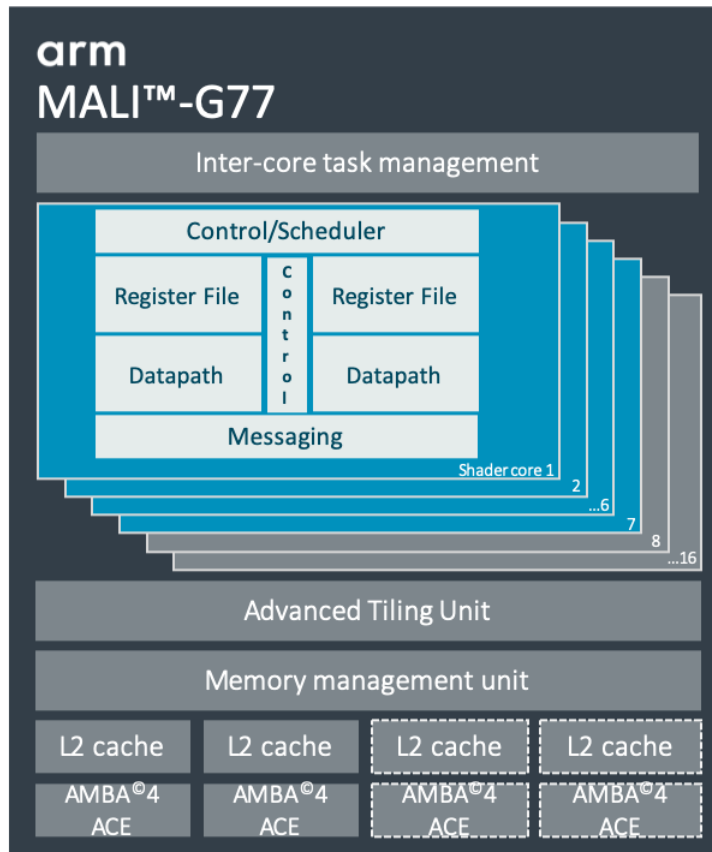 arm
MALI™-G77
Inter-core task management
Control/Scheduler
Register File
Control
Register File
Datapath
Datapath
Messaging
Shader core 1
2
...6
7
8
...16
Advanced Tiling Unit
Memory management unit
L2 cache
L2 cache
L2 cache
L2 cache
AMBA©4
ACE
AMBA©4
ACE
AMBA©4
ACE
AMBA©4
ACE